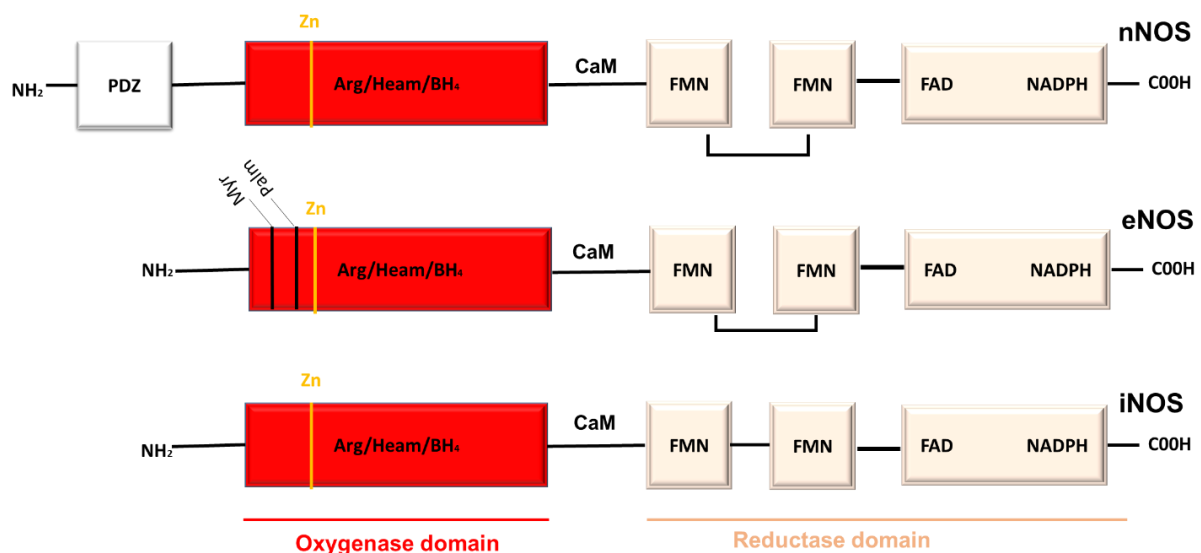 nNOS
Zn
NH₂ PDZ Arg/Heam/BH₄ CaM FMN FMN FAD NADPH C00H
Myr Palm
eNOS
Zn
NH₂ Arg/Heam/BH₄ CaM FMN FMN FAD NADPH C00H
iNOS
Zn
NH₂ Arg/Heam/BH₄ CaM FMN FMN FAD NADPH C00H
Oxygenase domain Reductase domain